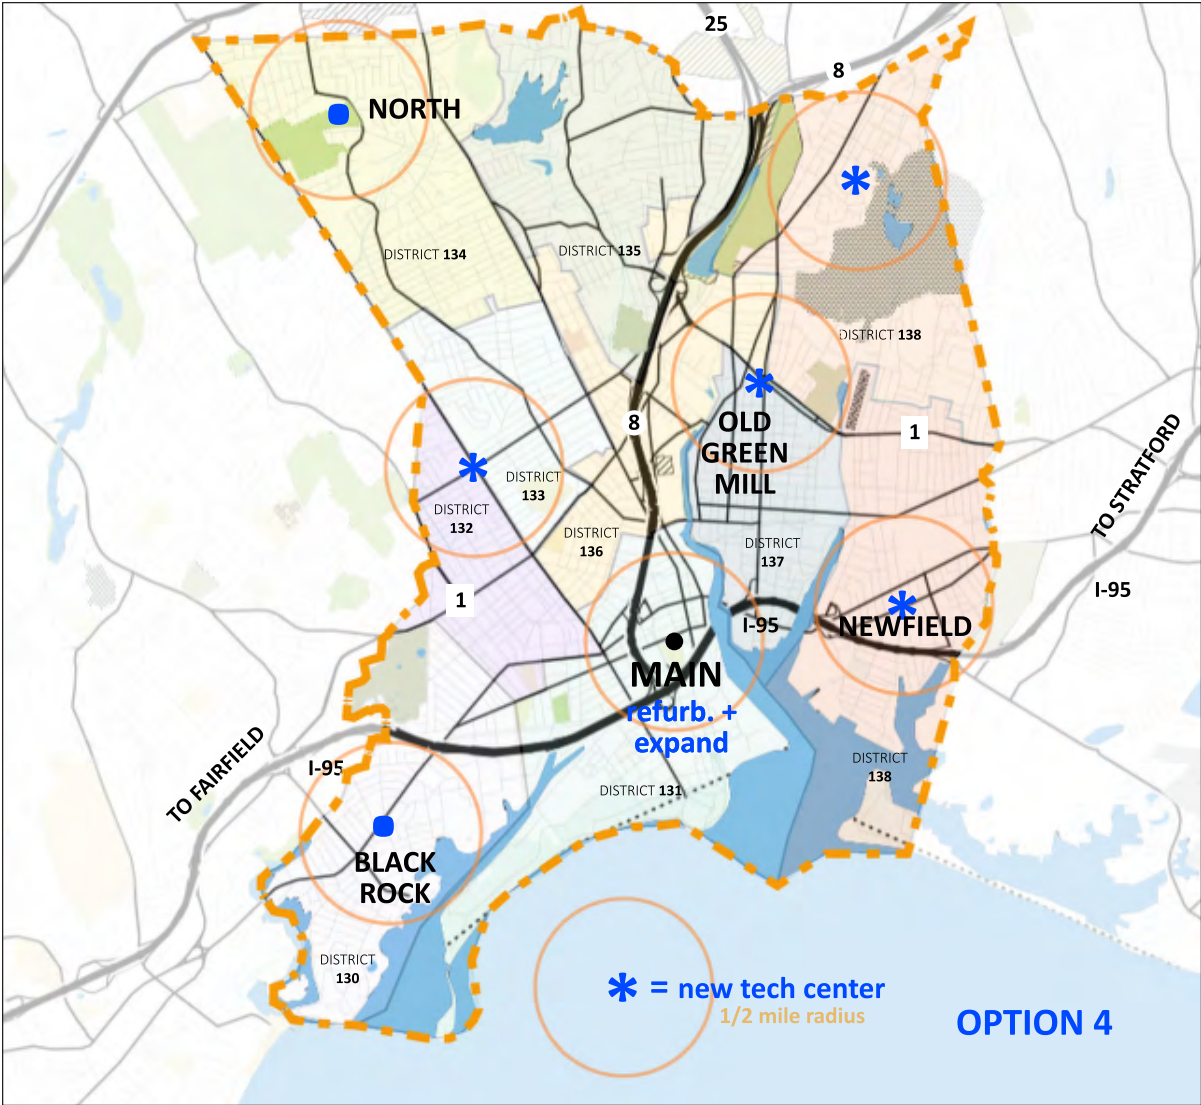 25
8
NORTH
DISTRICT 134
DISTRICT 135
DISTRICT 138
8
OLD
GREEN
MILL
1
DISTRICT
133
DISTRICT
132
DISTRICT
136
DISTRICT
137
TO STRATFORD
I-95
1
I-95
NEWFIELD
MAIN
refurb. +
expand
TO FAIRFIELD
I-95
DISTRICT 131
DISTRICT
138
BLACK
ROCK
DISTRICT
130
* = new tech center
1/2 mile radius
OPTION 4